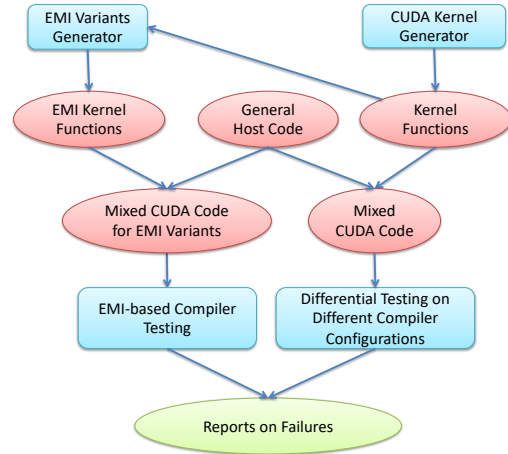 EMI Variants
Generator
CUDA Kernel
Generator
EMI Kernel
Functions
General
Host Code
Kernel
Functions
Mixed CUDA Code
for EMI Variants
Mixed
CUDA Code
EMI-based Compiler
Testing
Differential Testing on
Different Compiler
Configurations
Reports on Failures